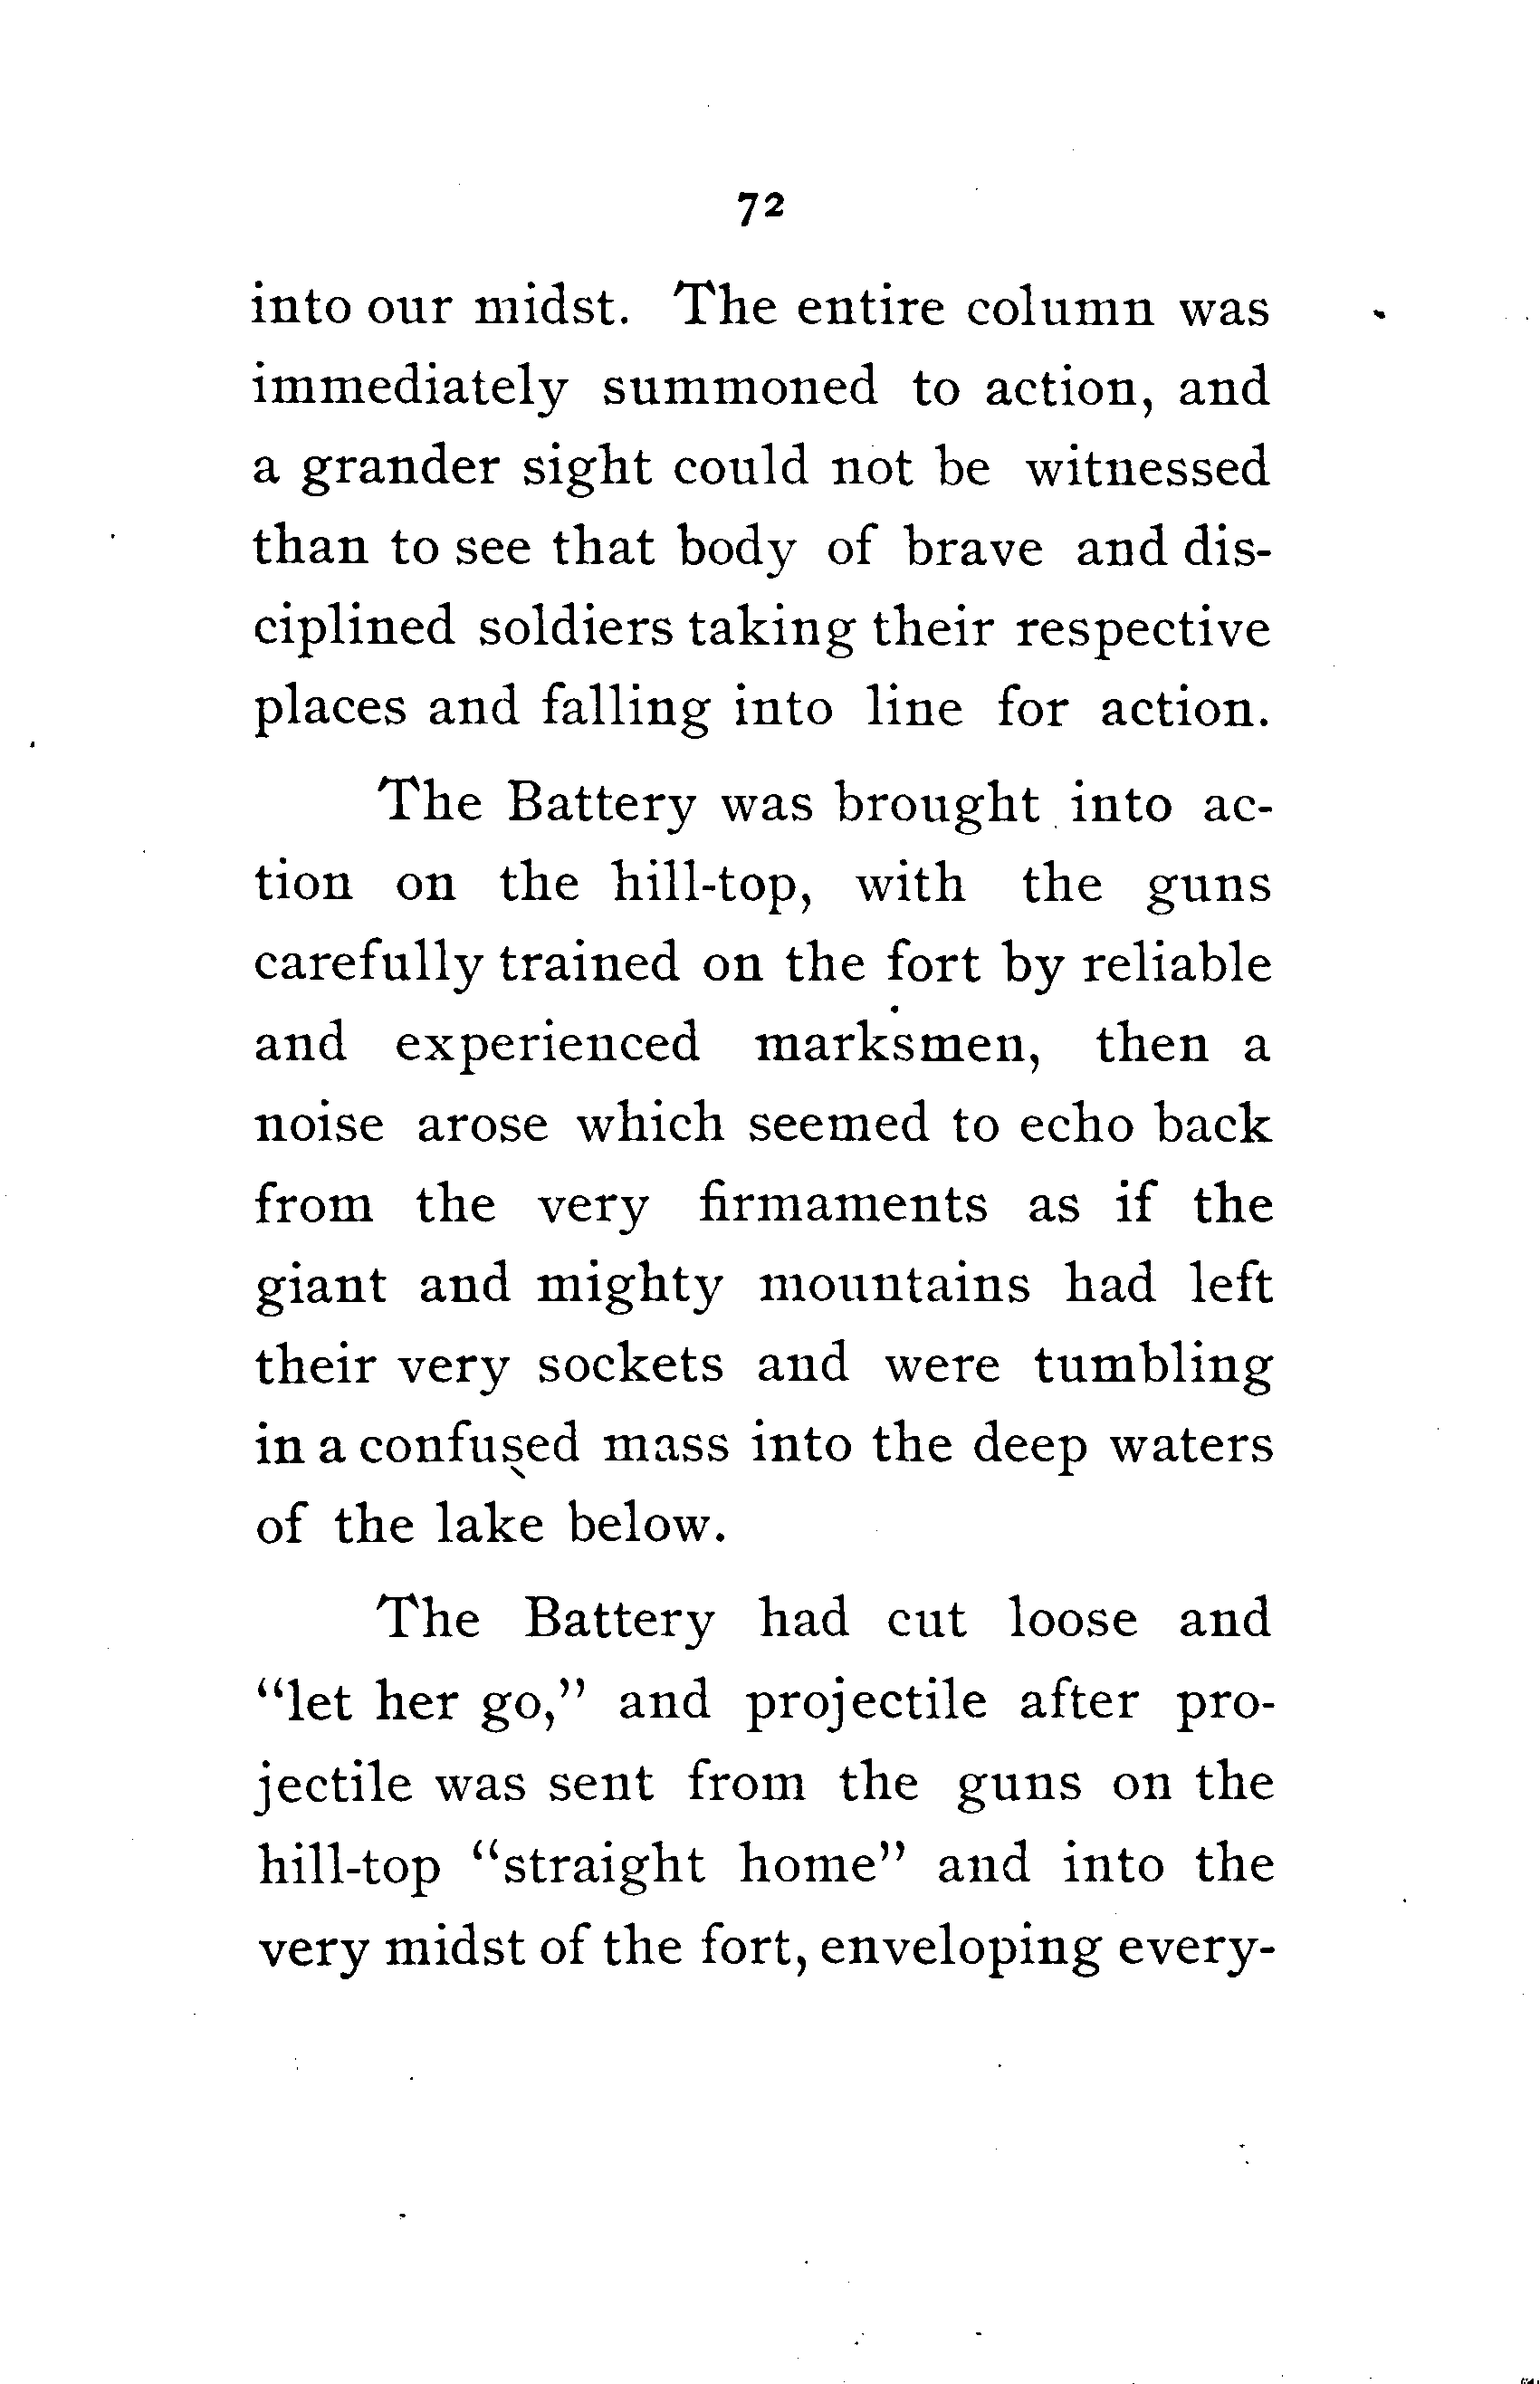 72
into our midst. The entire column was
immediately summoned to action, and
a grander sight could not be witnessed
than to see that body of brave and dis-
ciplined soldiers taking their respective
places and falling into line for action.
The Battery was brought into ac-
tion on the hill-top, with the guns
carefully trained on the fort by reliable
and experienced marksmen, then a
noise arose which seemed to echo back
from the very firmaments as if the
giant and mighty mountains had left
their very sockets and were tumbling
in a confused mass into the deep waters
of the lake below.
The Battery had cut loose and
“let her go,” and projectile after pro-
jectile was sent from the guns on the
hill-top “straight home” and into the
very midst of the fort, enveloping every-